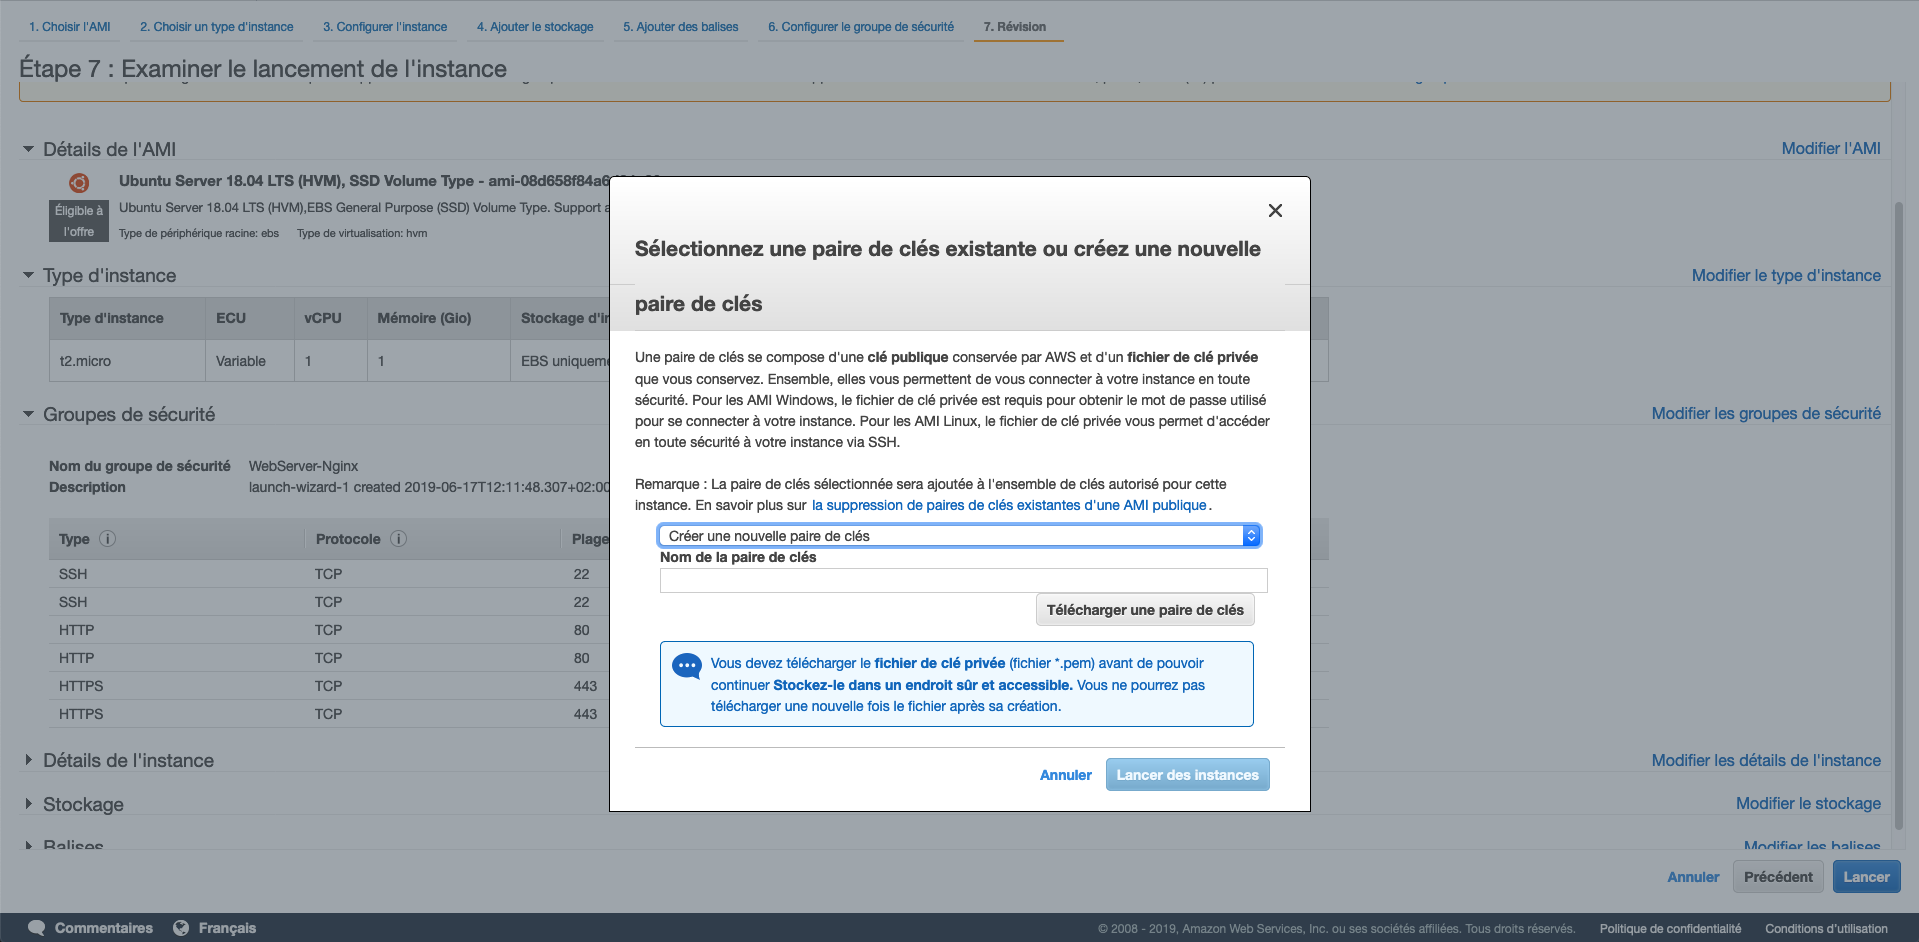 1. Choisir l'AMI 2. Choisir un type d'instance 3. Configurer l'instance 4. Ajouter le stockage 5. Ajouter des balises 6. Configurer le groupe de sécurité 7. Révision
Étape 7 : Examiner le lancement de l'instance
Détails de l'AMI Modifier l'AMI
Ubuntu Server 18.04 LTS (HVM), SSD Volume Type - ami-08d658f84a6
Éligible à l'offre
Ubuntu Server 18.04 LTS (HVM),EBS General Purpose (SSD) Volume Type. Support
Type de périphérique racine: ebs Type de virtualisation: hvm
Type d'instance Modifier le type d'instance
Type d'instance ECU vCPU Mémoire (Gio) Stockage
t2.micro Variable 1 1 EBS
Groupes de sécurité Modifier les groupes de sécurité
Nom du groupe de sécurité WebServer-Nginx
Description launch-wizard-1 created 2019-06-17T12:11:48.307+02:00
Type Protocole Plage
SSH TCP 22
SSH TCP 22
HTTP TCP 80
HTTP TCP 80
HTTPS TCP 443
HTTPS TCP 443
Détails de l'instance Modifier les détails de l'instance
Stockage Modifier le stockage
Balises Modifier les balises
Sélectionnez une paire de clés existante ou créez une nouvelle
paire de clés
Une paire de clés se compose d'une clé publique conservée par AWS et d'un fichier de clé privée
que vous conservez. Ensemble, elles vous permettent de vous connecter à votre instance en toute
sécurité. Pour les AMI Windows, le fichier de clé privée est requis pour obtenir le mot de passe utilisé
pour se connecter à votre instance. Pour les AMI Linux, le fichier de clé privée vous permet d'accéder
en toute sécurité à votre instance via SSH.
Remarque : La paire de clés sélectionnée sera ajoutée à l'ensemble de clés autorisé pour cette
instance. En savoir plus sur la suppression de paires de clés existantes d'une AMI publique.
Créer une nouvelle paire de clés
Nom de la paire de clés
Télécharger une paire de clés
Vous devez télécharger le fichier de clé privée (fichier *.pem) avant de pouvoir
continuer Stockez-le dans un endroit sûr et accessible. Vous ne pourrez pas
télécharger une nouvelle fois le fichier après sa création.
Annuler Lancer des instances
Annuler Précédent Lancer
Commentaires Français © 2008 - 2019, Amazon Web Services, Inc. ou ses sociétés affiliées. Tous droits réservés. Politique de confidentialité Conditions d'utilisation